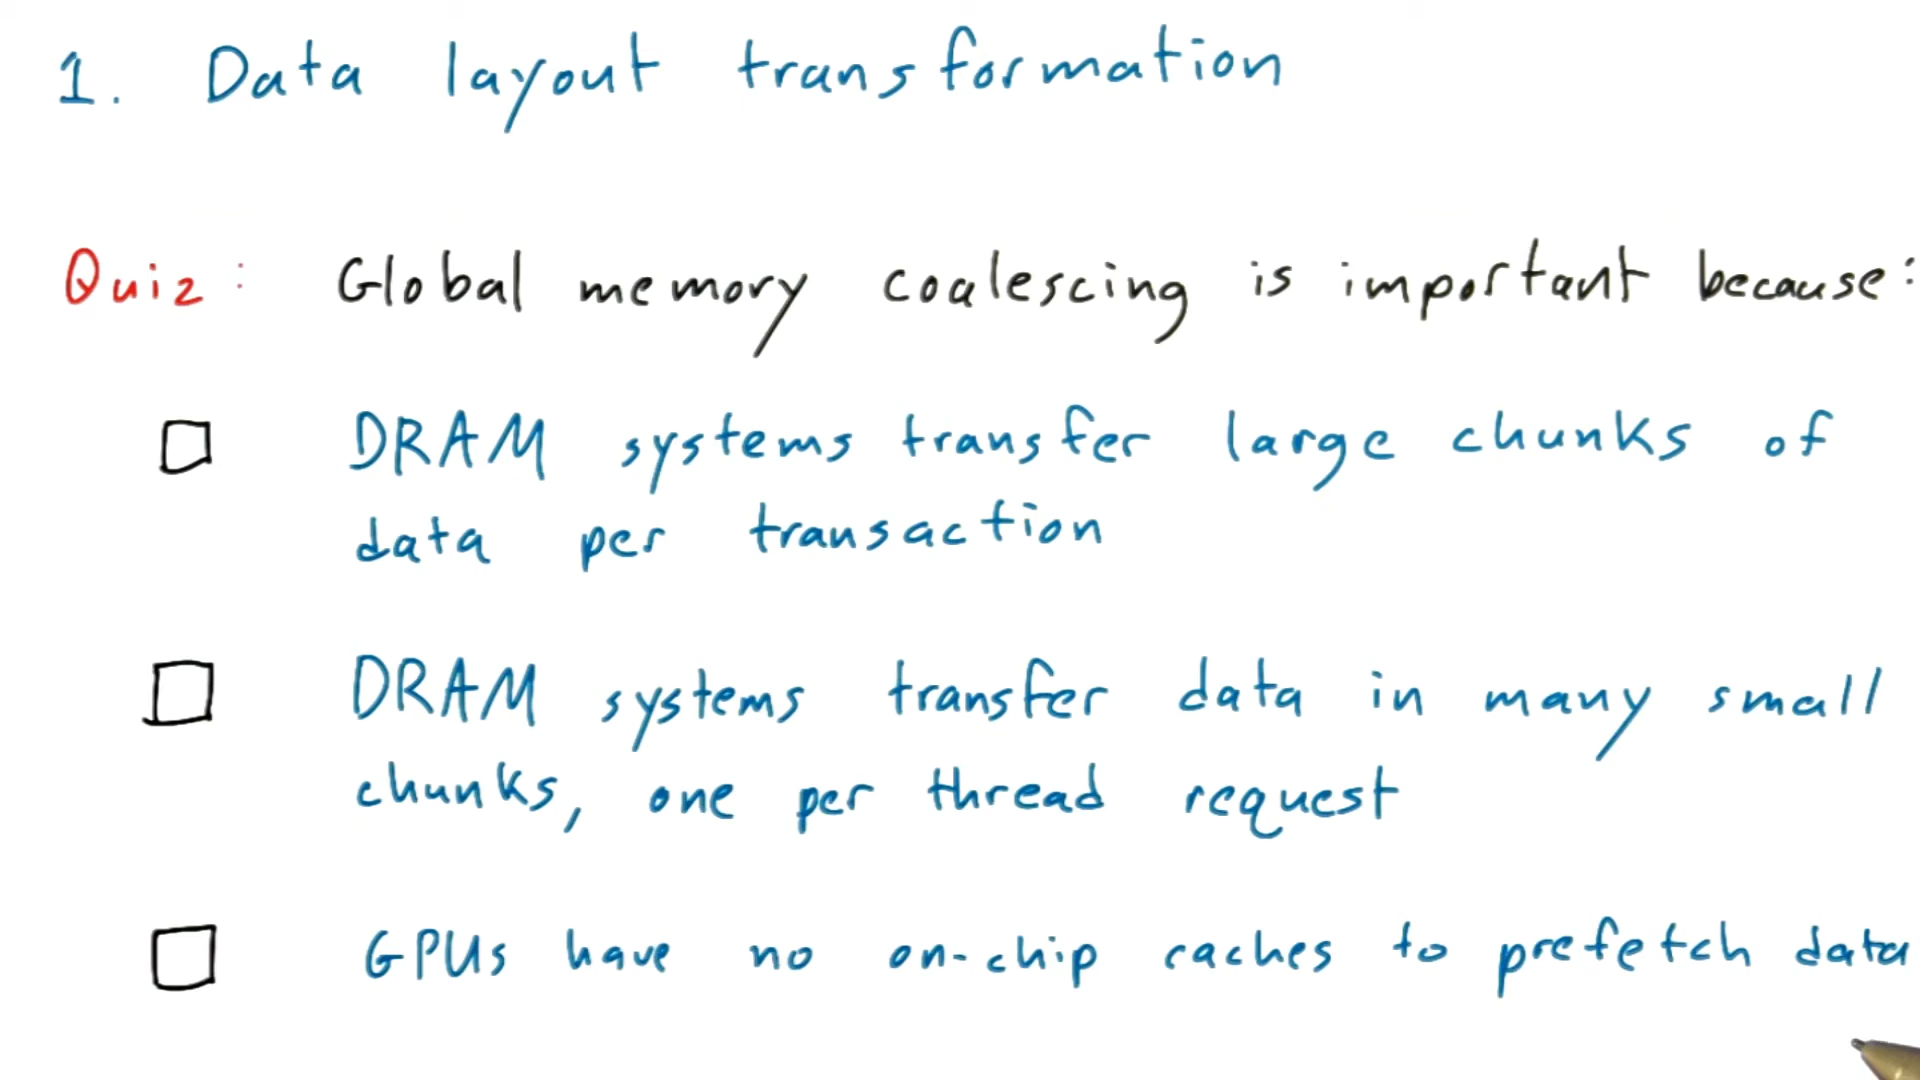 1. Data layout transformation
Quiz: Global memory coalescing is important because:
DRAM systems transfer large chunks of
data per transaction
DRAM systems transfer data in many small
chunks, one per thread request
GPUs have no on-chip caches to prefetch data